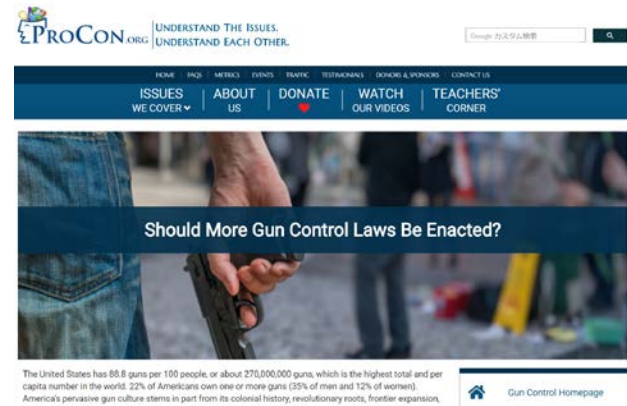 PROCON.ORG
UNDERSTAND THE ISSUES.
UNDERSTAND EACH OTHER.
Google カスタム検索
HOME FAQS METRICS EVENTS TRAFFIC TESTIMONIALS DONORS & SPONSORS CONTACT US
ISSUES WE COVER
ABOUT US
DONATE
WATCH OUR VIDEOS
TEACHERS' CORNER
Should More Gun Control Laws Be Enacted?
The United States has 88.8 guns per 100 people, or about 270,000,000 guns, which is the highest total and per
capita number in the world. 22% of Americans own one or more guns (35% of men and 12% of women).
America's pervasive gun culture stems in part from its colonial history, revolutionary roots, frontier expansion,
Gun Control Homepage